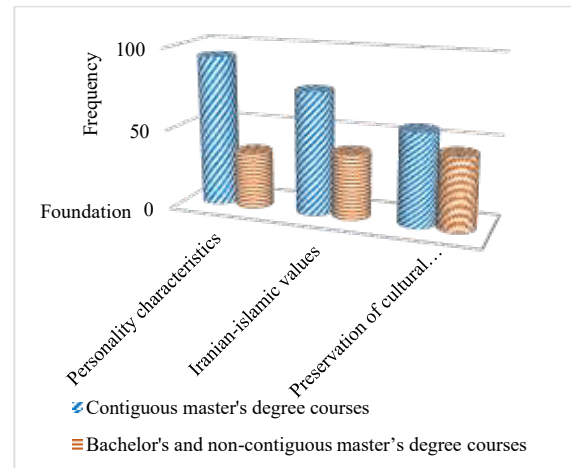 100
Frequency
50
Foundation 0
Personality characteristics
Iranian-islamic values
Preservation of cultural…
Contiguous master's degree courses
Bachelor's and non-contiguous master’s degree courses